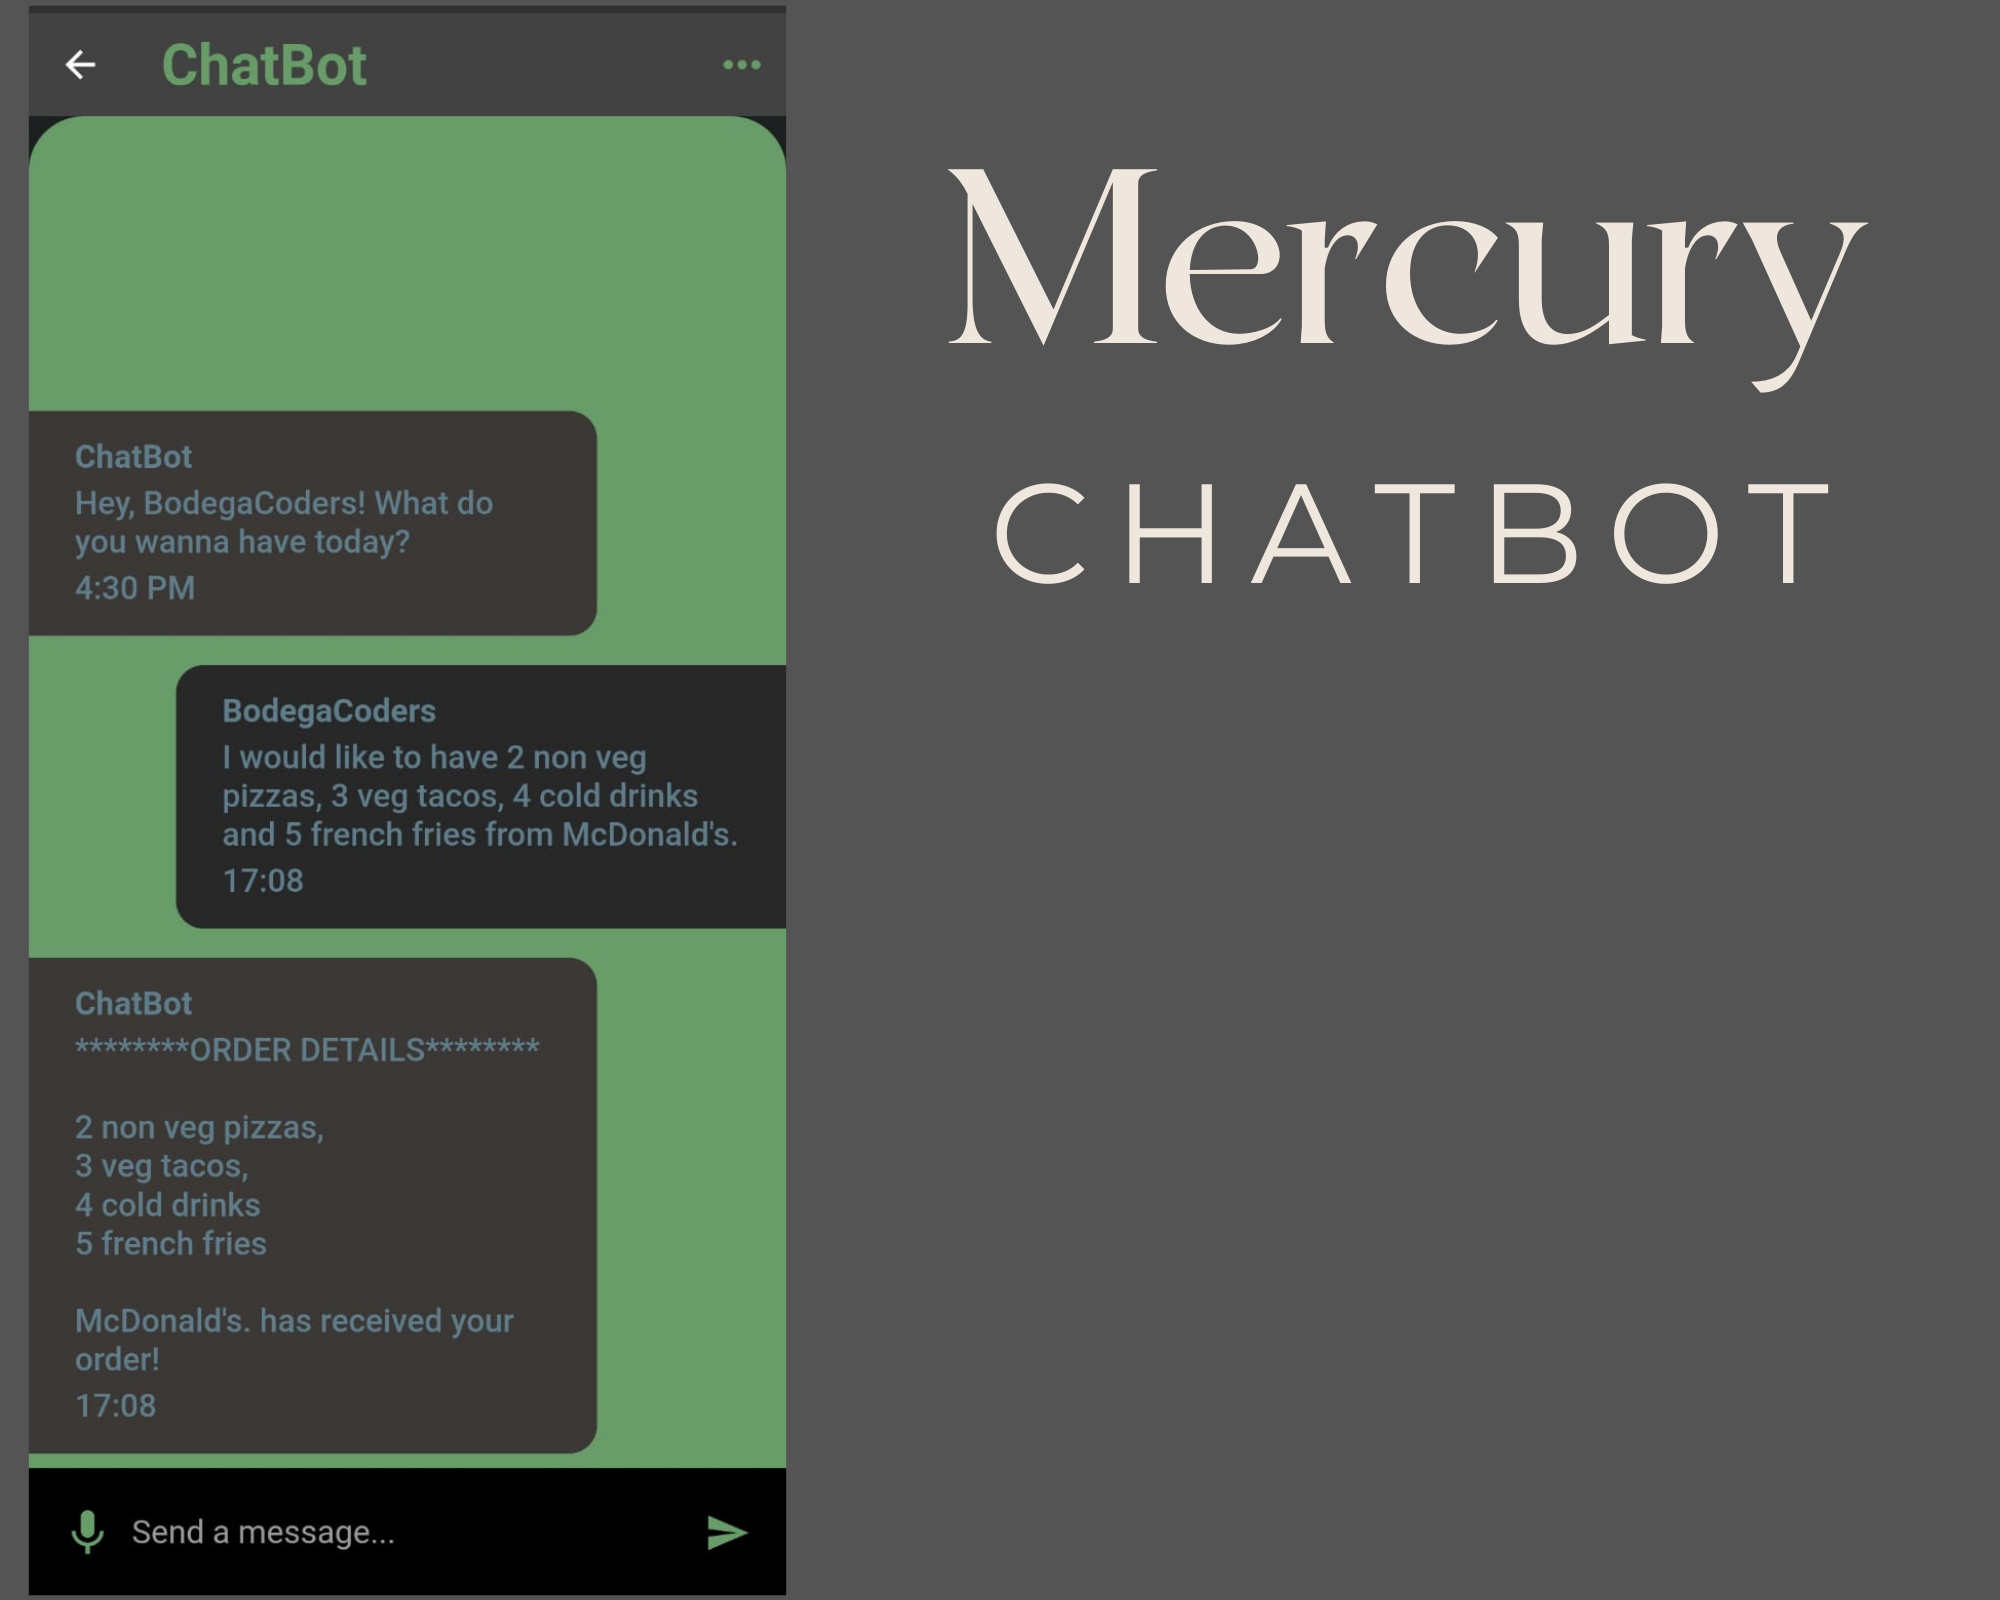 ChatBot
ChatBot
Hey, BodegaCoders! What do
you wanna have today?
4:30 PM
BodegaCoders
I would like to have 2 non veg
pizzas, 3 veg tacos, 4 cold drinks
and 5 french fries from McDonald's.
17:08
ChatBot
********ORDER DETAILS********
2 non veg pizzas,
3 veg tacos,
4 cold drinks
5 french fries
McDonald's. has received your
order!
17:08
Send a message...
Mercury
CHATBOT